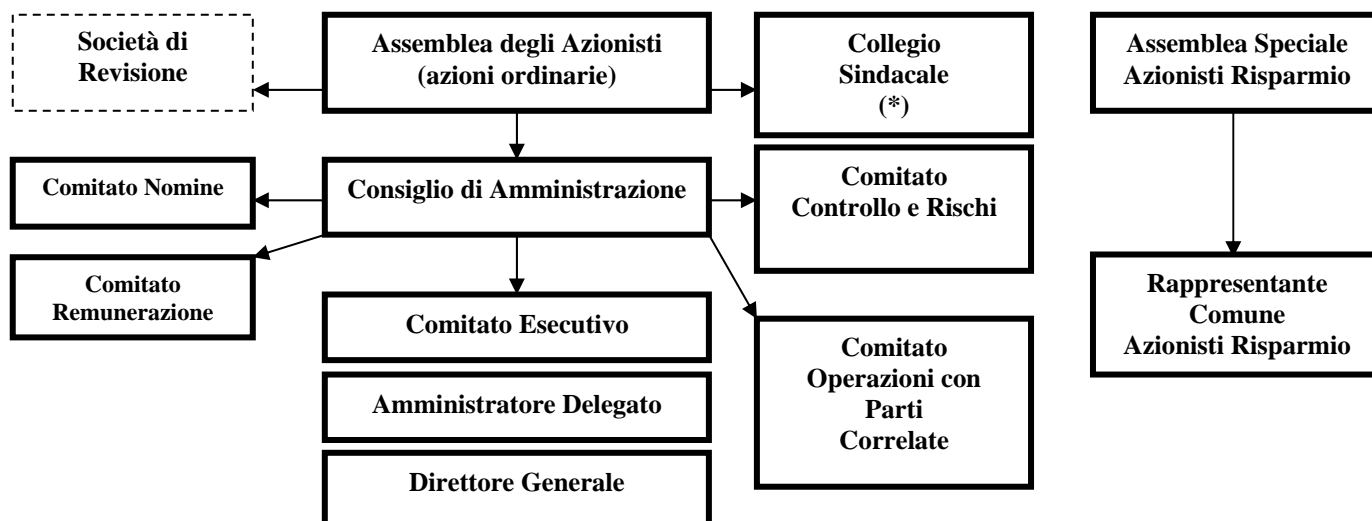 Società di
Revisione
Assemblea degli Azionisti
(azioni ordinarie)
Collegio
Sindacale
(*)
Assemblea Speciale
Azionisti Risparmio
Comitato Nomine
Consiglio di Amministrazione
Comitato
Controllo e Rischi
Comitato
Remunerazione
Comitato Esecutivo
Amministratore Delegato
Direttore Generale
Comitato
Operazioni con
Parti
Correlate
Rappresentante
Comune
Azionisti Risparmio